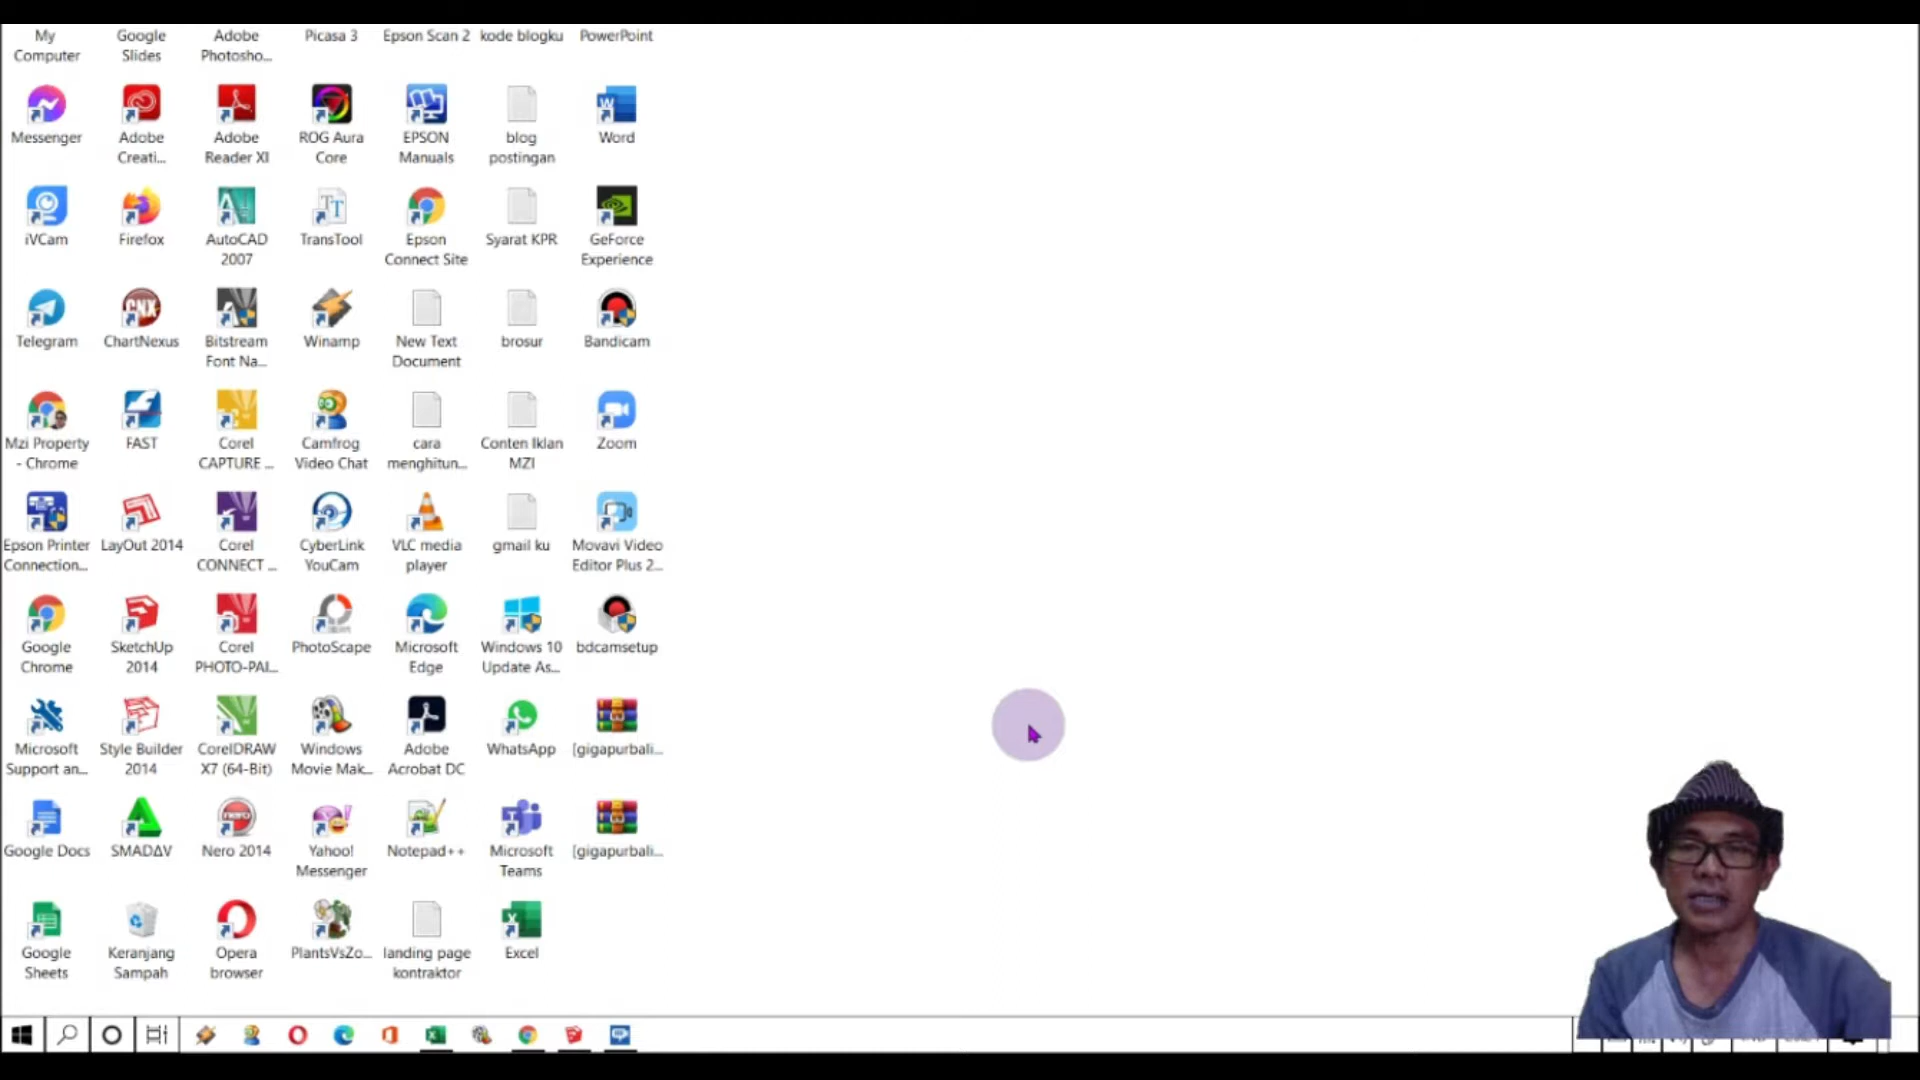 My
Computer
Google
Slides
Adobe
Photosho...
Picasa 3
Epson Scan 2
kode blogku
PowerPoint
Messenger
Adobe
Creati...
Adobe
Reader XI
ROG Aura
Core
EPSON
Manuals
blog
postingan
Word
iVCam
Firefox
AutoCAD
2007
TransTool
Epson
Connect Site
Syarat KPR
GeForce
Experience
Telegram
ChartNexus
Bitstream
Font Na...
Winamp
New Text
Document
brosur
Bandicam
Mzi Property
- Chrome
FAST
Corel
CAPTURE ...
Camfrog
Video Chat
cara
menghitun...
Conten Iklan
MZI
Zoom
Epson Printer
Connection...
LayOut 2014
Corel
CONNECT ...
CyberLink
YouCam
VLC media
player
gmail ku
Movavi Video
Editor Plus 2...
Google
Chrome
SketchUp
2014
Corel
PHOTO-PAI...
PhotoScape
Microsoft
Edge
Windows 10
Update As...
bdcamsetup
Microsoft
Support an...
Style Builder
2014
CorelDRAW
X7 (64-Bit)
Windows
Movie Mak...
Adobe
Acrobat DC
WhatsApp
[gigapurbali...
Google Docs
SMADΔV
Nero 2014
Yahoo!
Messenger
Notepad++
Microsoft
Teams
[gigapurbali...
Google
Sheets
Keranjang
Sampah
Opera
browser
PlantsVsZo...
landing page
kontraktor
Excel